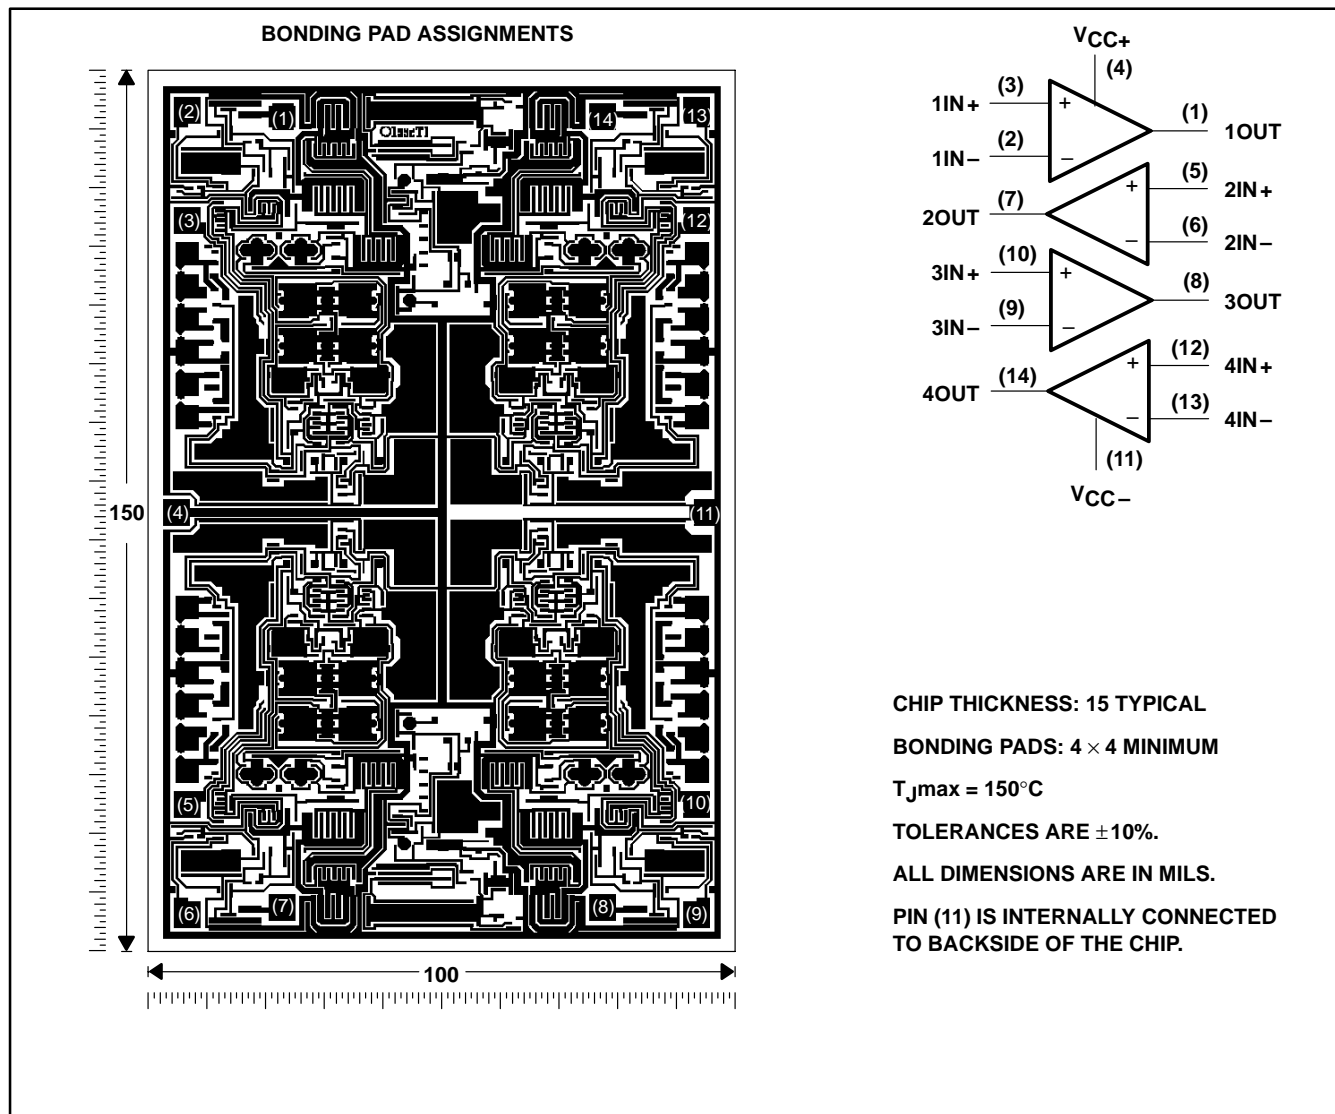 BONDING PAD ASSIGNMENTS
(2)
(1)
(14)
(13)
(3)
(12)
(4)
(11)
(5)
(10)
(6)
(7)
(8)
(9)
150
100
VCC+
(4)
1IN+
(3)
1IN−
(2)
+
−
(1)
1OUT
2OUT
(7)
+
−
(5)
2IN+
(6)
2IN−
3IN+
(10)
3IN−
(9)
+
−
(8)
3OUT
4OUT
(14)
+
−
(12)
4IN+
(13)
4IN−
(11)
VCC−
CHIP THICKNESS: 15 TYPICAL
BONDING PADS: 4 × 4 MINIMUM
TJmax = 150°C
TOLERANCES ARE ±10%.
ALL DIMENSIONS ARE IN MILS.
PIN (11) IS INTERNALLY CONNECTED
TO BACKSIDE OF THE CHIP.